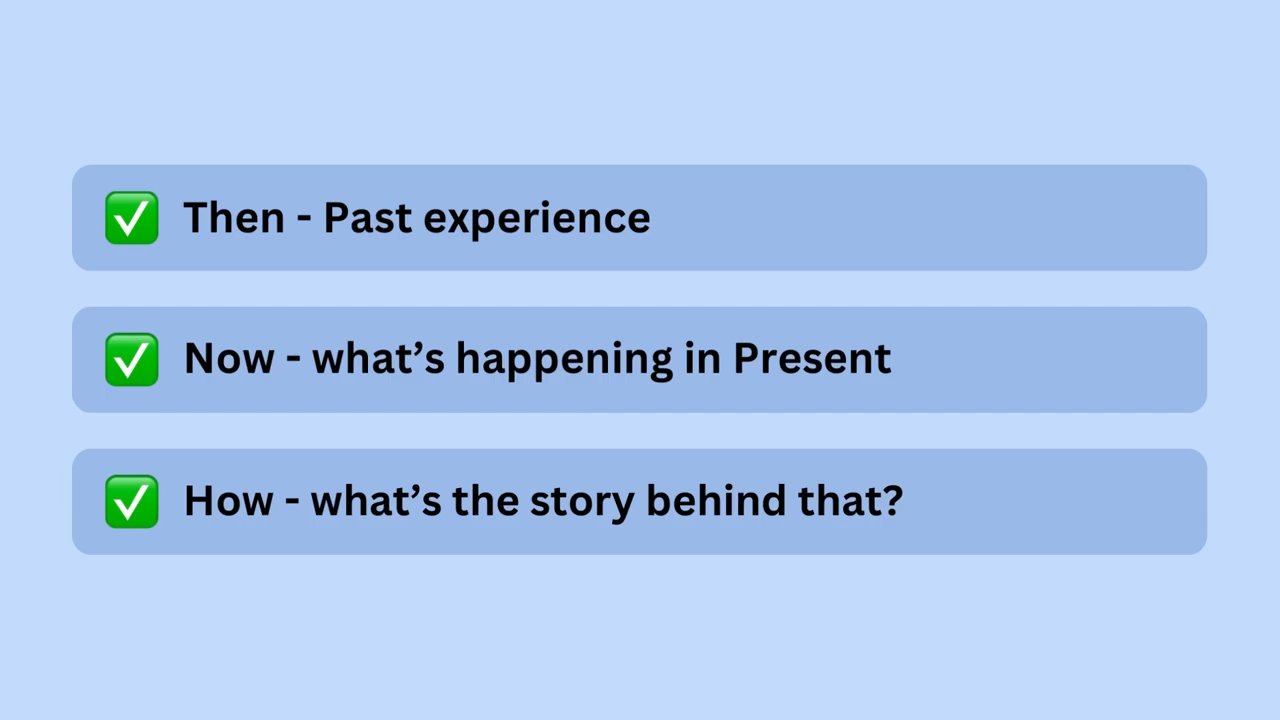 ✅ Then - Past experience
✅ Now - what’s happening in Present
✅ How - what’s the story behind that?